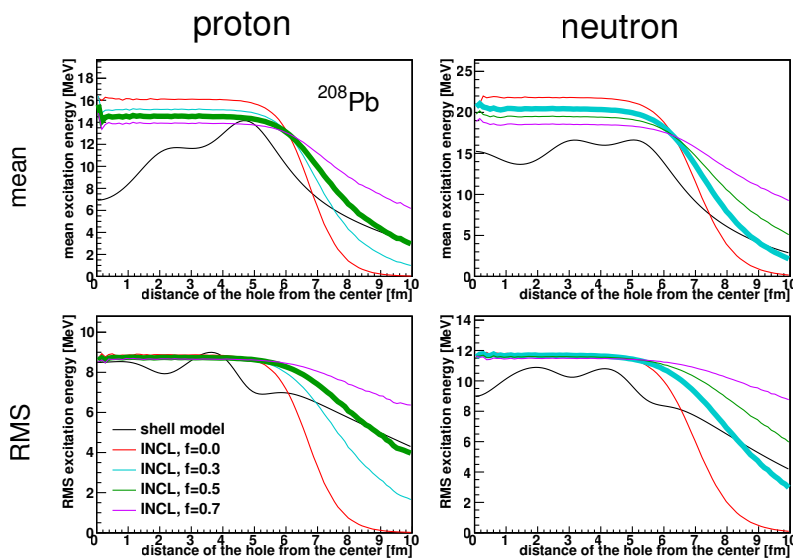 proton
neutron
mean
RMS
mean excitation energy [MeV]
16
14
12
10
8
6
4
2
0
²⁰⁸Pb
0 1 2 3 4 5 6 7 8 9 10
distance of the hole from the center [fm]
mean excitation energy [MeV]
25
20
15
10
5
0
0 1 2 3 4 5 6 7 8 9 10
distance of the hole from the center [fm]
RMS excitation energy [MeV]
10
8
6
4
2
0
shell model
INCL, f=0.0
INCL, f=0.3
INCL, f=0.5
INCL, f=0.7
0 1 2 3 4 5 6 7 8 9 10
distance of the hole from the center [fm]
RMS excitation energy [MeV]
14
12
10
8
6
4
2
0
0 1 2 3 4 5 6 7 8 9 10
distance of the hole from the center [fm]